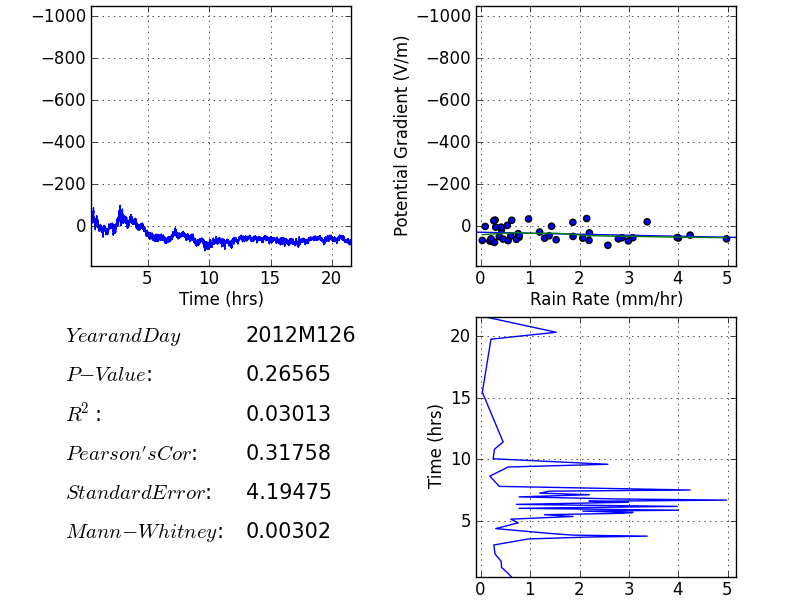 −1000
−800
−600
−400
−200
0
5 10 15 20
Time (hrs)
Potential Gradient (V/m)
−1000
−800
−600
−400
−200
0
0 1 2 3 4 5
Rain Rate (mm/hr)
YearandDay 2012M126
P−Value: 0.26565
R² : 0.03013
Pearson'sCor: 0.31758
StandardError: 4.19475
Mann−Whitney: 0.00302
Time (hrs)
20
15
10
5
0 1 2 3 4 5